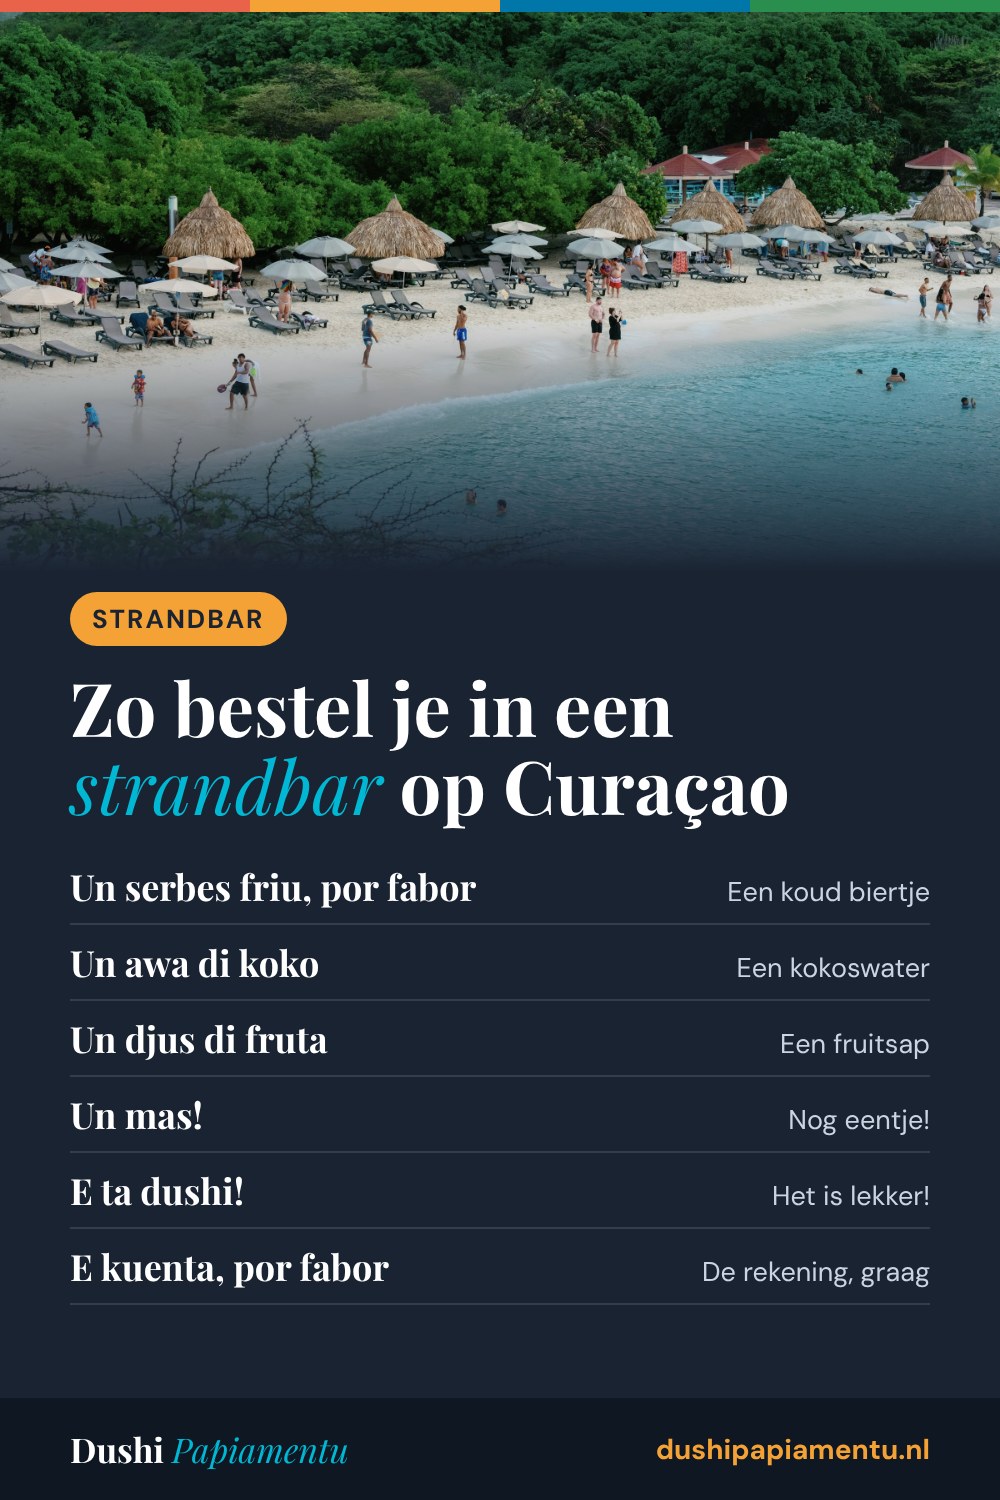 STRANDBAR
Zo bestel je in een
strandbar op Curaçao
Un serbes friu, por fabor
Een koud biertje
Un awa di koko
Een kokoswater
Un djus di fruta
Een fruitsap
Un mas!
Nog eentje!
E ta dushi!
Het is lekker!
E kuenta, por fabor
De rekening, graag
Dushi Papiamentu
dushipapiamentu.nl